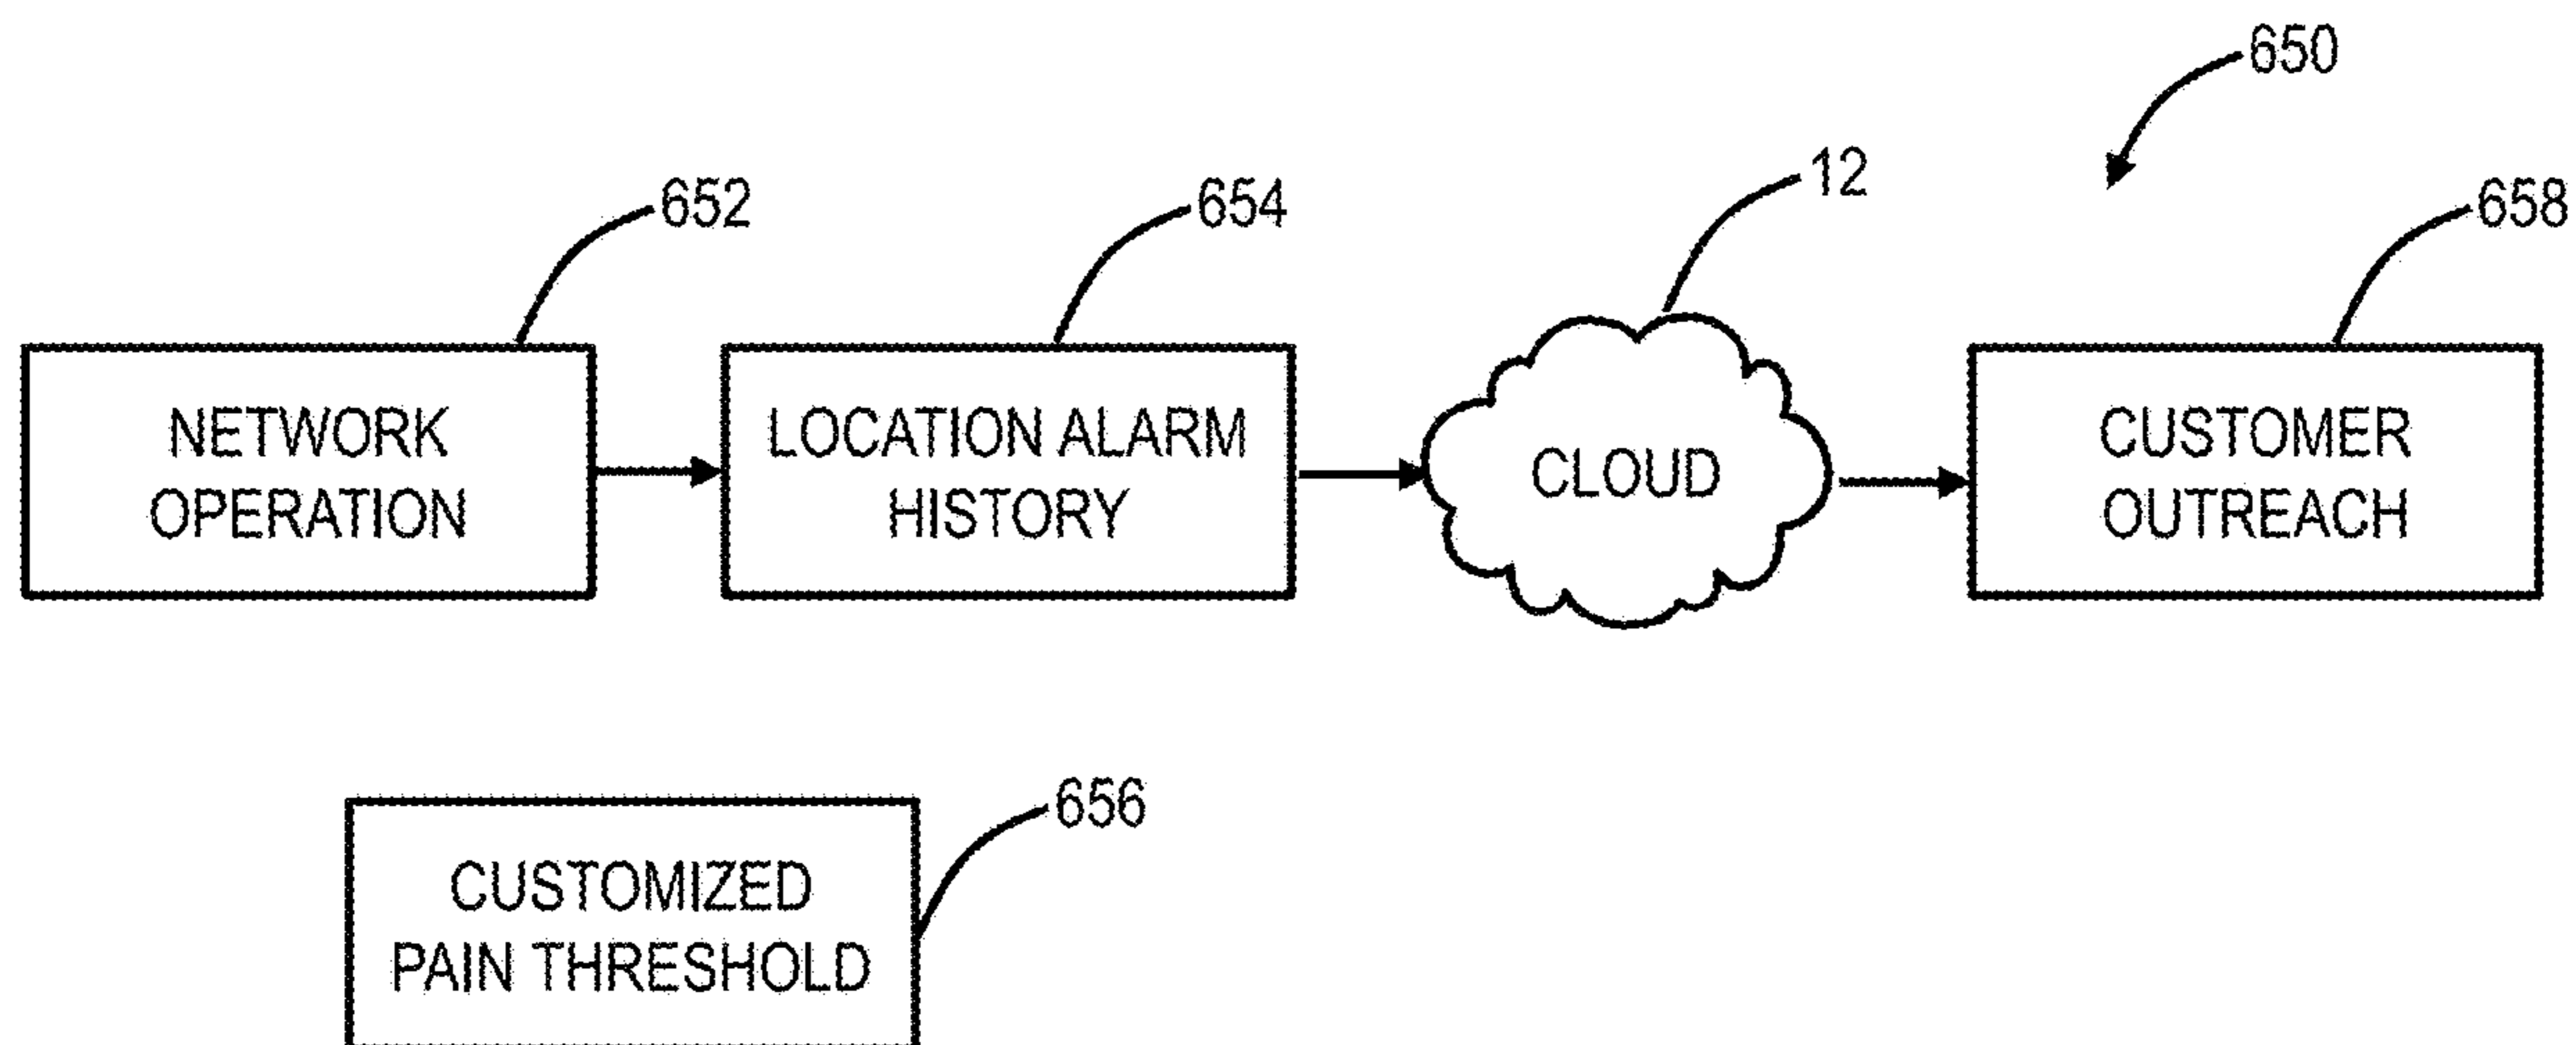 650
12
652
654
658
NETWORK
OPERATION
LOCATION ALARM
HISTORY
CLOUD
CUSTOMER
OUTREACH
656
CUSTOMIZED
PAIN THRESHOLD